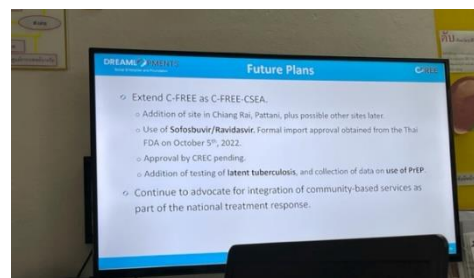 DREAMLOPMENTS
Future Plans
C-FREE
Extend C-FREE as C-FREE-CSEA.
Addition of site in Chiang Rai, Pattani, plus possible other sites later.
Use of Sofosbuvir/Ravidasvir. Formal import approval obtained from the Thai
FDA on October 5th, 2022.
Approval by CREC pending.
Addition of testing of latent tuberculosis, and collection of data on use of PrEP.
Continue to advocate for integration of community-based services as
part of the national treatment response.